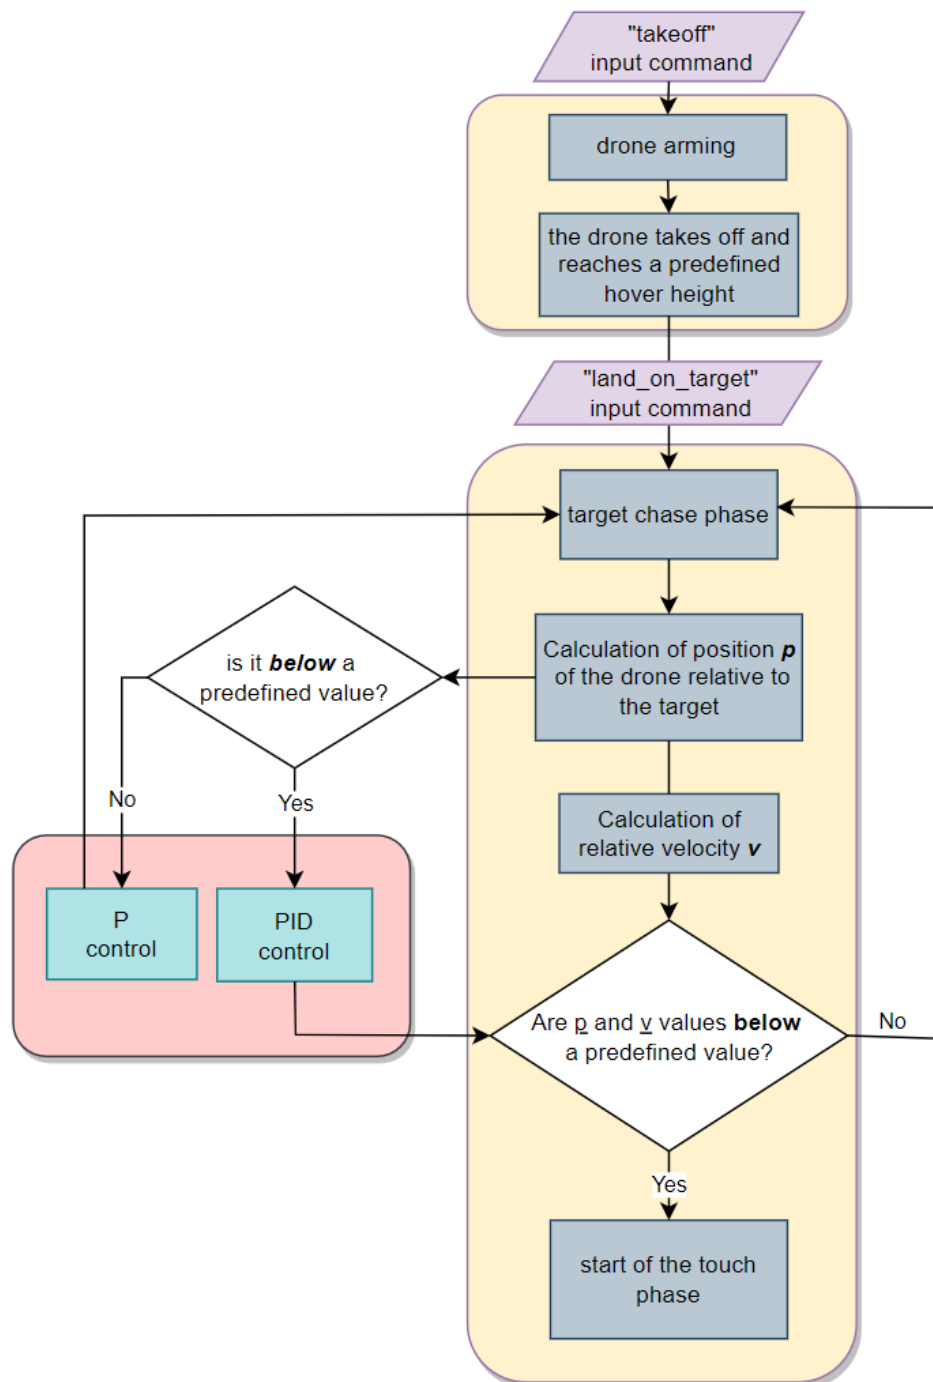 "takeoff"
input command
drone arming
the drone takes off and
reaches a predefined
hover height
"land_on_target"
input command
target chase phase
Calculation of position p
of the drone relative to
the target
is it below a
predefined value?
No
Yes
Calculation of
relative velocity v
P
control
PID
control
Are p and v values below
a predefined value?
No
Yes
start of the touch
phase